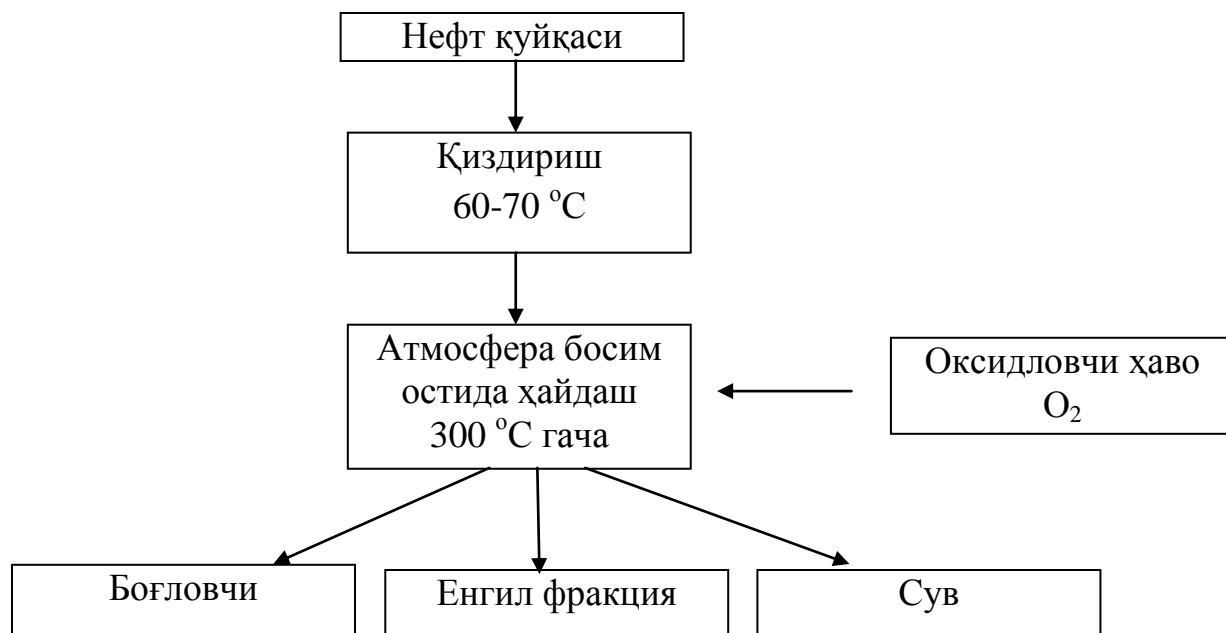 Нефт қуйқаси
Қиздириш
60-70 °C
Атмосфера босим
остида ҳайдаш
300 °C гача
Оксидловчи ҳаво
O₂
Боғловчи
Енгил фракция
Сув